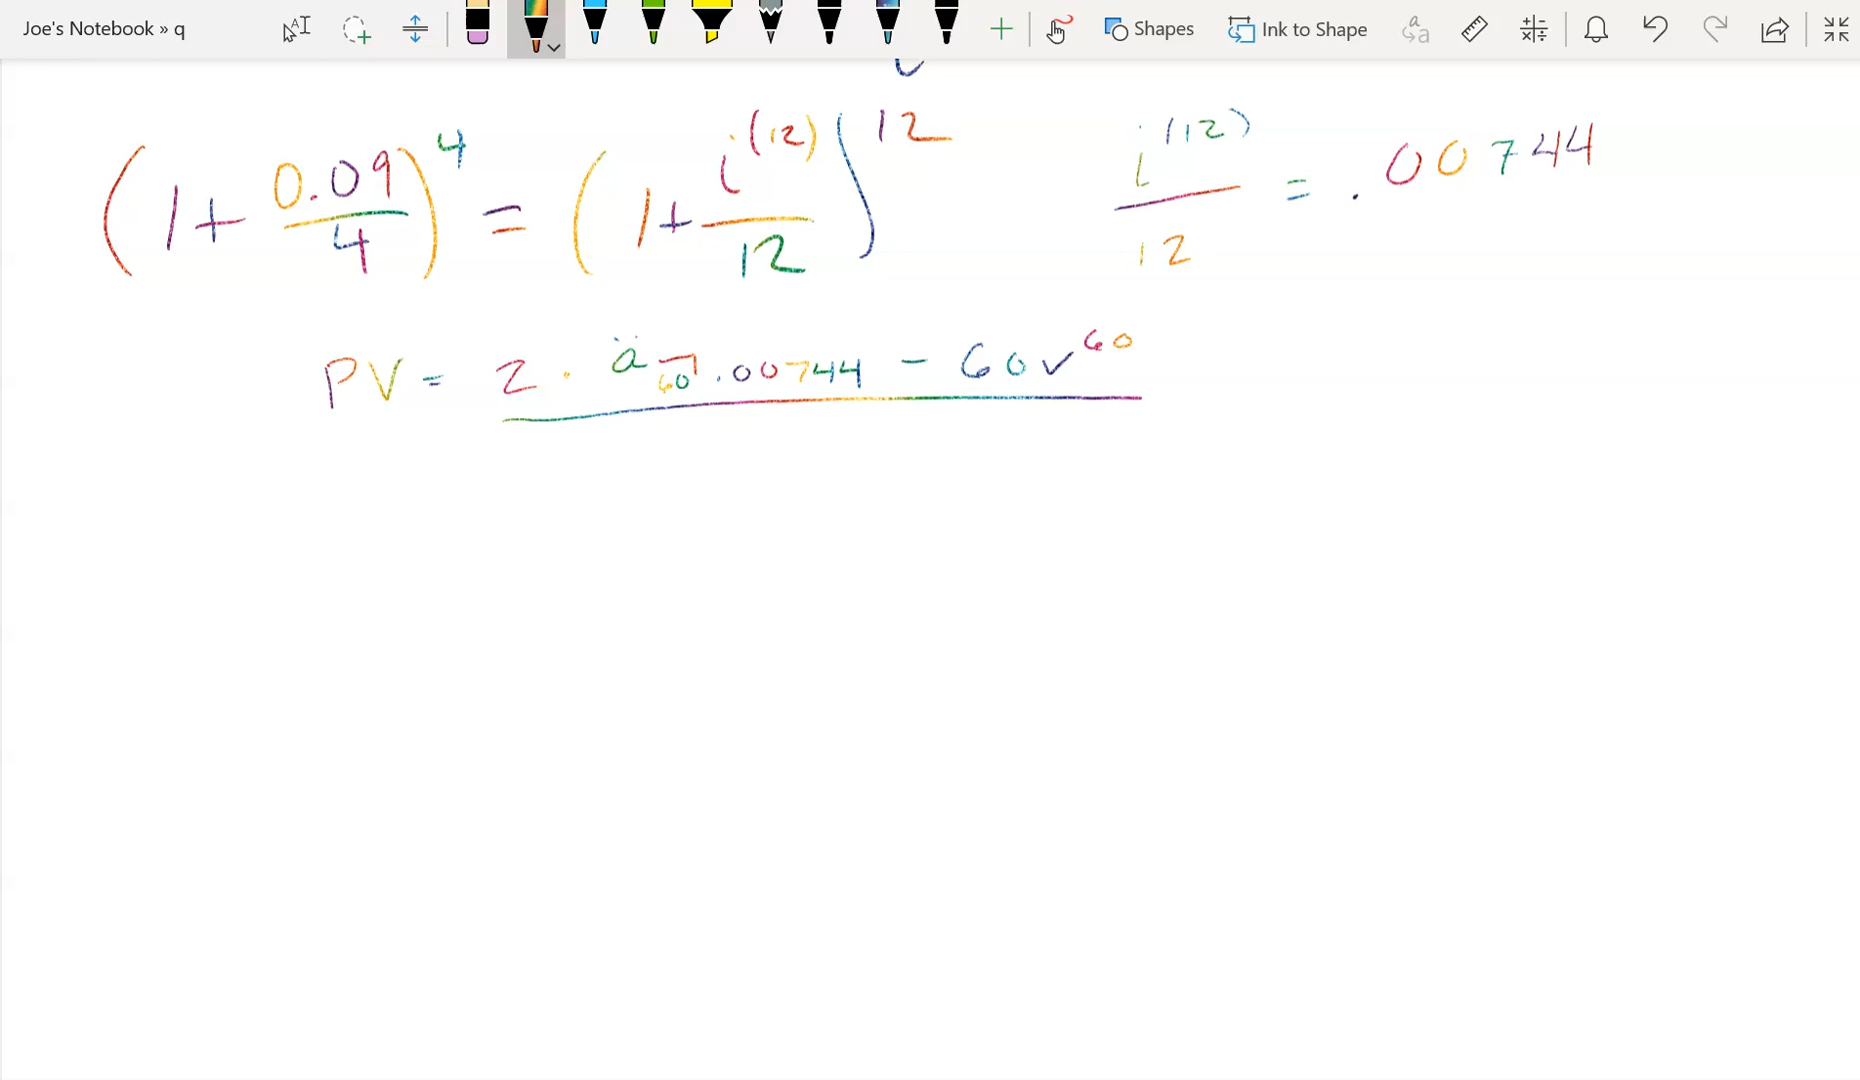 Joe's Notebook » q
Shapes
Ink to Shape
(1 + 0.09/4)^4 = (1 + i^(12)/12)^12
i^(12)/12 = .00744
PV = 2 · ä_60⌉.00744 − 60v^60